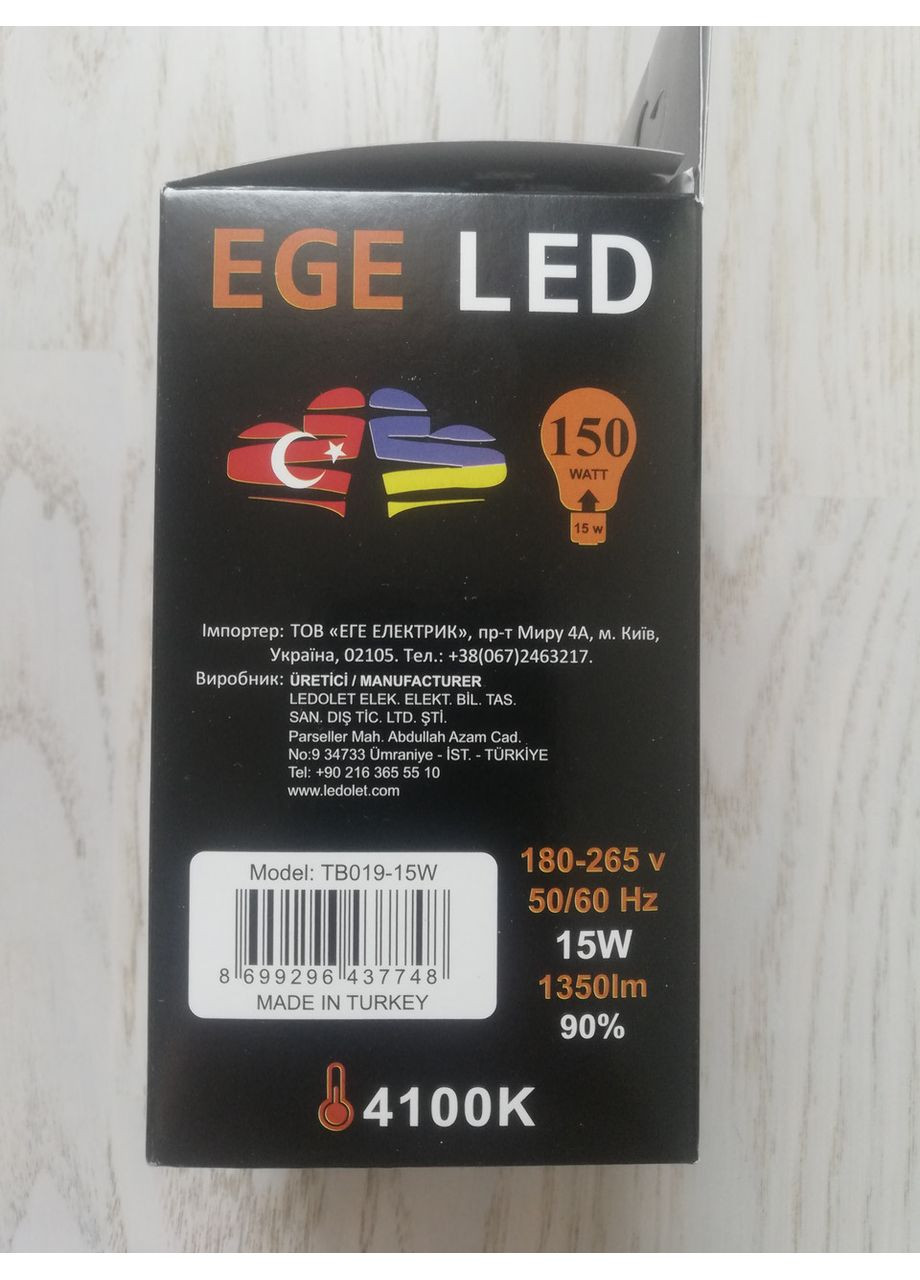 EGE LED
150
WATT
15 w
Імпортер: ТОВ «ЕГЕ ЕЛЕКТРИК», пр-т Миру 4А, м. Київ,
Україна, 02105. Тел.: +38(067)2463217.
Виробник: ÜRETİCİ / MANUFACTURER
LEDOLET ELEK. ELEKT. BİL. TAS.
SAN. DIŞ TİC. LTD. ŞTİ.
Parseller Mah. Abdullah Azam Cad.
No:9 34733 Ümraniye - İST. - TÜRKİYE
Tel: +90 216 365 55 10
www.ledolet.com
Model: TB019-15W
8 699296 437748
MADE IN TURKEY
180-265 v
50/60 Hz
15W
1350lm
90%
4100K